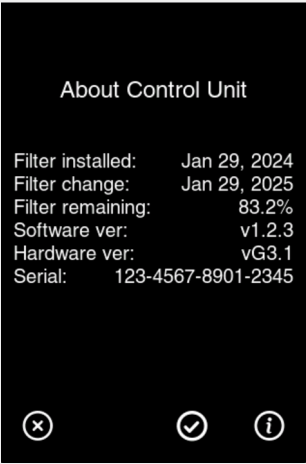 About Control Unit
Filter installed: Jan 29, 2024
Filter change: Jan 29, 2025
Filter remaining: 83.2%
Software ver: v1.2.3
Hardware ver: vG3.1
Serial: 123-4567-8901-2345